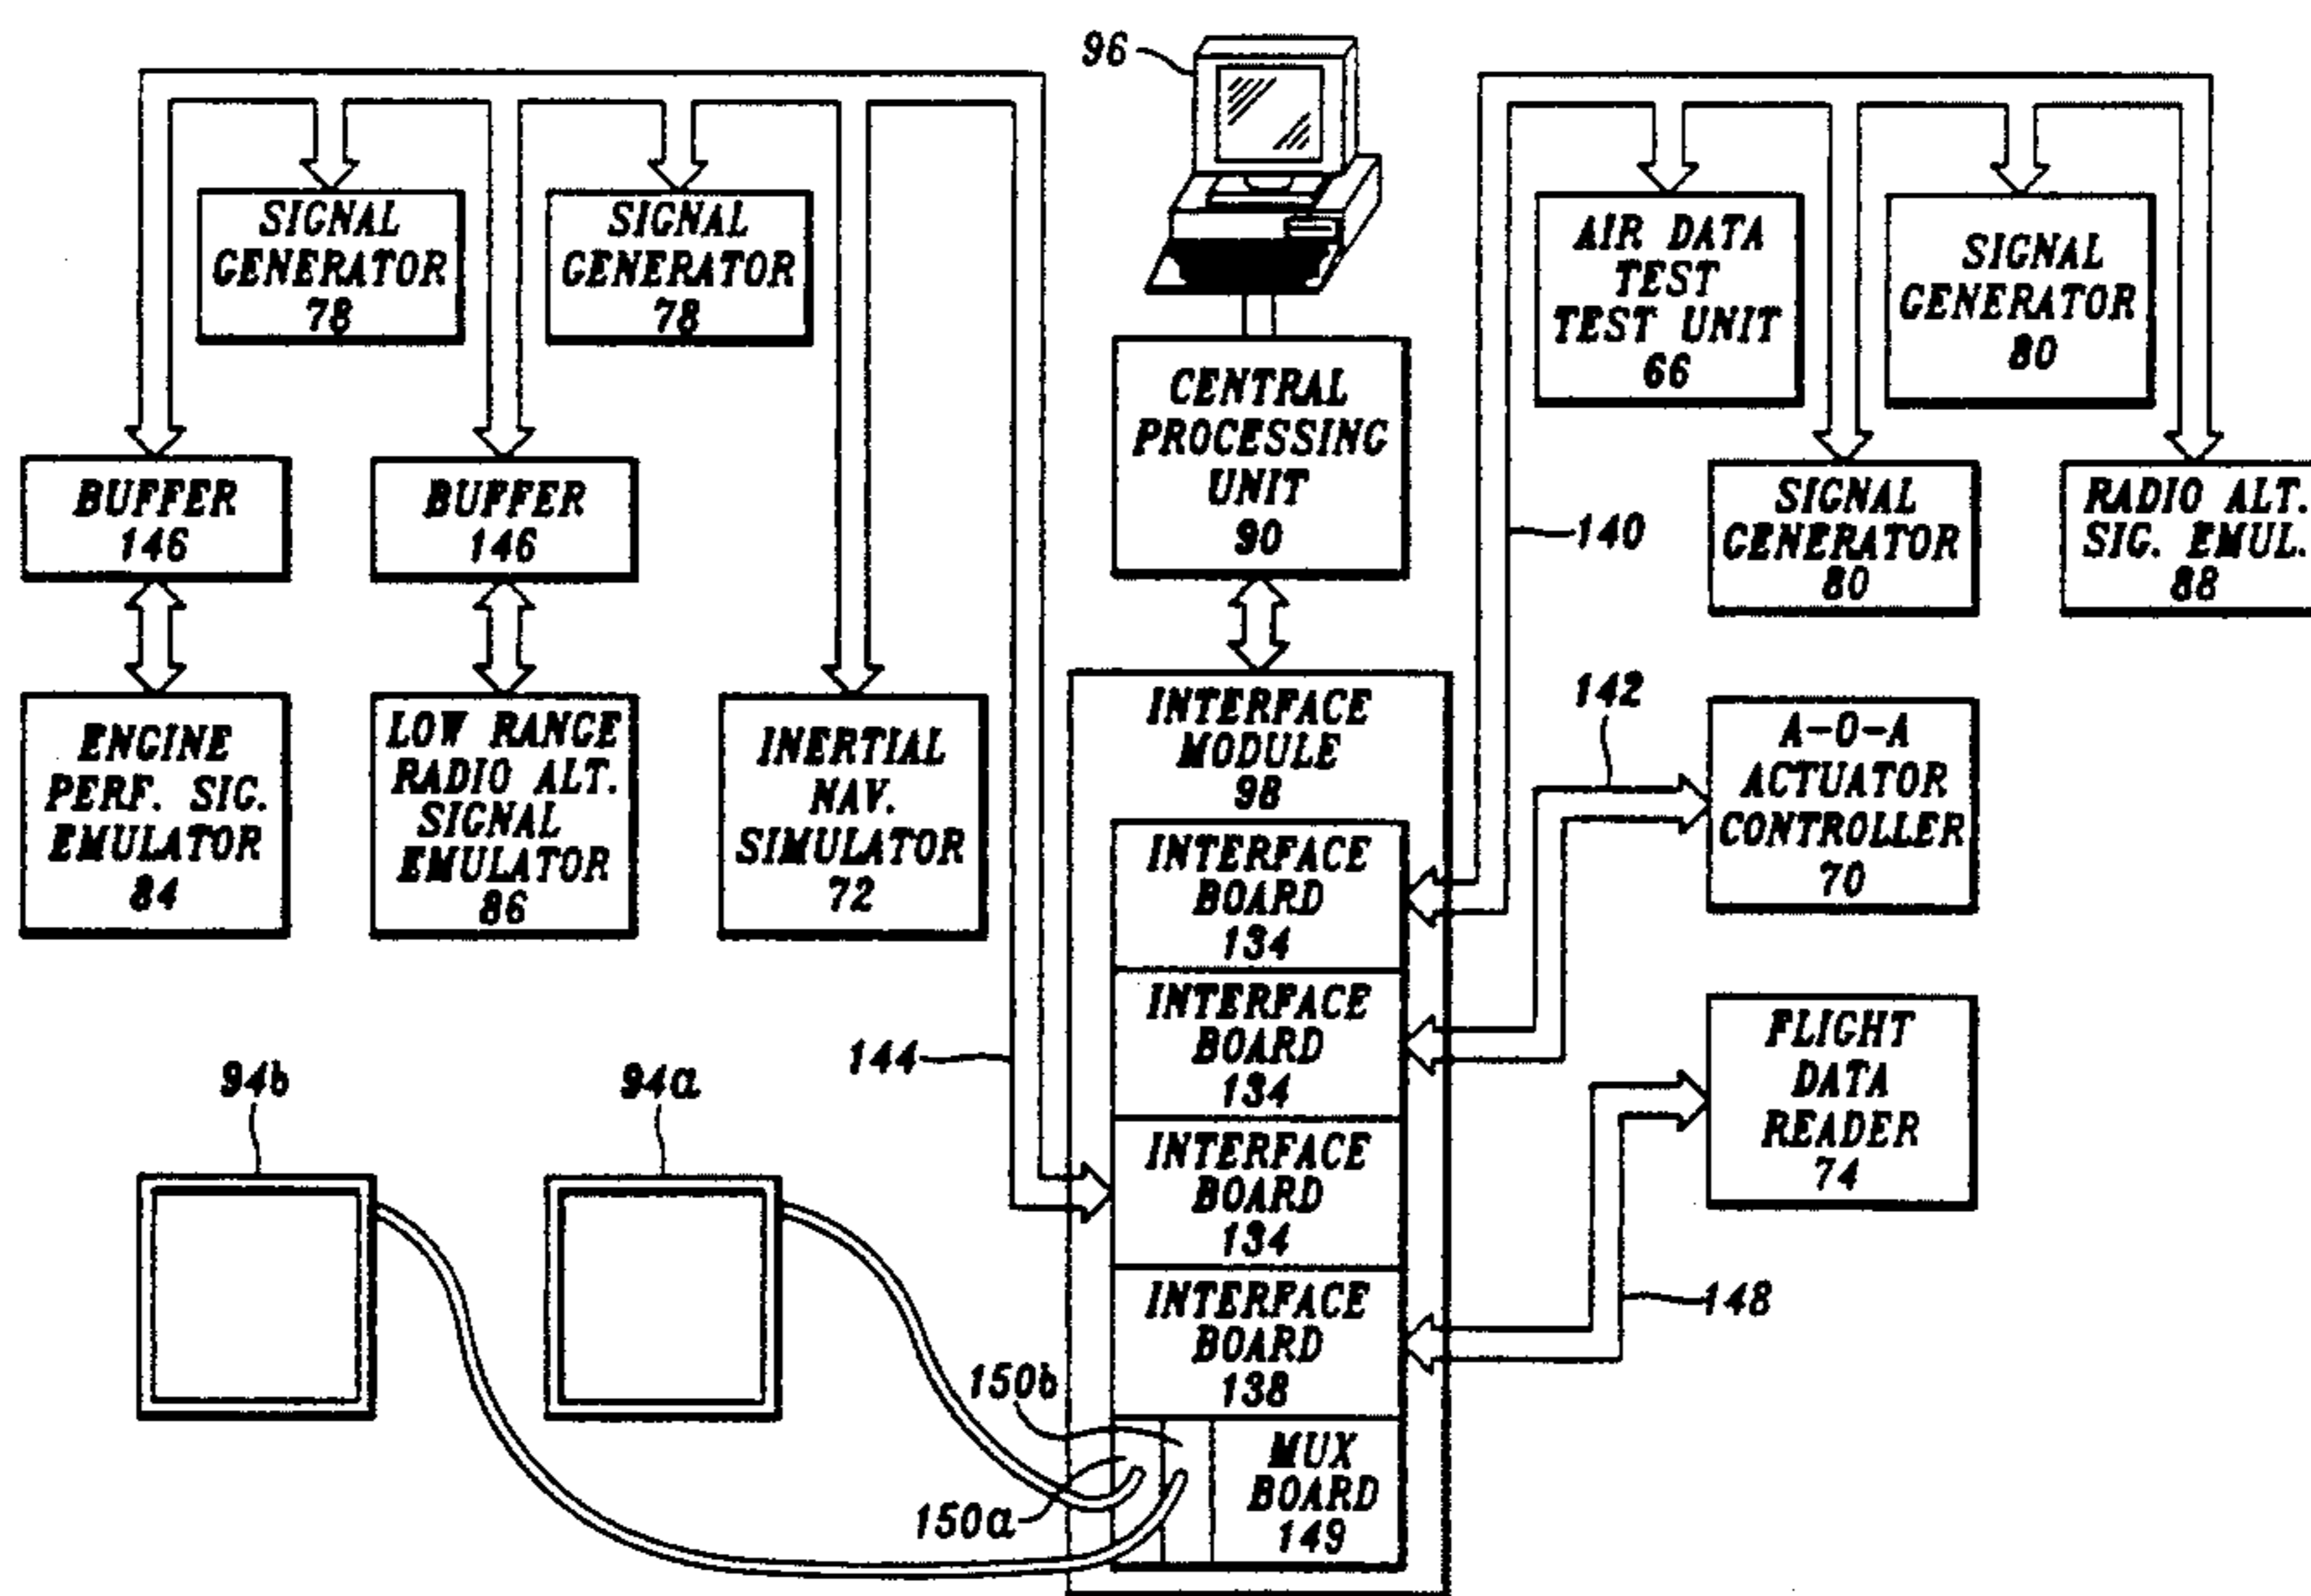 96
SIGNAL
GENERATOR
78
SIGNAL
GENERATOR
78
AIR DATA
TEST
TEST UNIT
66
SIGNAL
GENERATOR
80
CENTRAL
PROCESSING
UNIT
90
BUFFER
146
BUFFER
146
140
SIGNAL
GENERATOR
80
RADIO ALT.
SIG. EMUL.
88
ENGINE
PERF. SIG.
EMULATOR
84
LOW RANGE
RADIO ALT.
SIGNAL
EMULATOR
86
INERTIAL
NAV.
SIMULATOR
72
INTERFACE
MODULE
98
142
A-O-A
ACTUATOR
CONTROLLER
70
INTERFACE
BOARD
134
INTERFACE
BOARD
134
144
FLIGHT
DATA
READER
74
94b
94a
INTERFACE
BOARD
134
INTERFACE
BOARD
138
148
150b
150a
MUX
BOARD
149